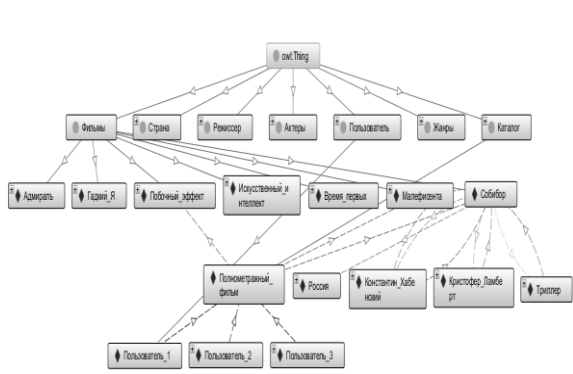 owl:Thing
Фильмы
Страна
Режиссер
Актеры
Пользователь
Жанры
Каталог
Адмиралъ
Гадкий_Я
Побочный_эффект
Искусственный_и
нтеллект
Время_первых
Малефисента
Собибор
Полнометражный_
фильм
Россия
Константин_Хабе
нский
Кристофер_Ламбе
рт
Триллер
Пользователь_1
Пользователь_2
Пользователь_3